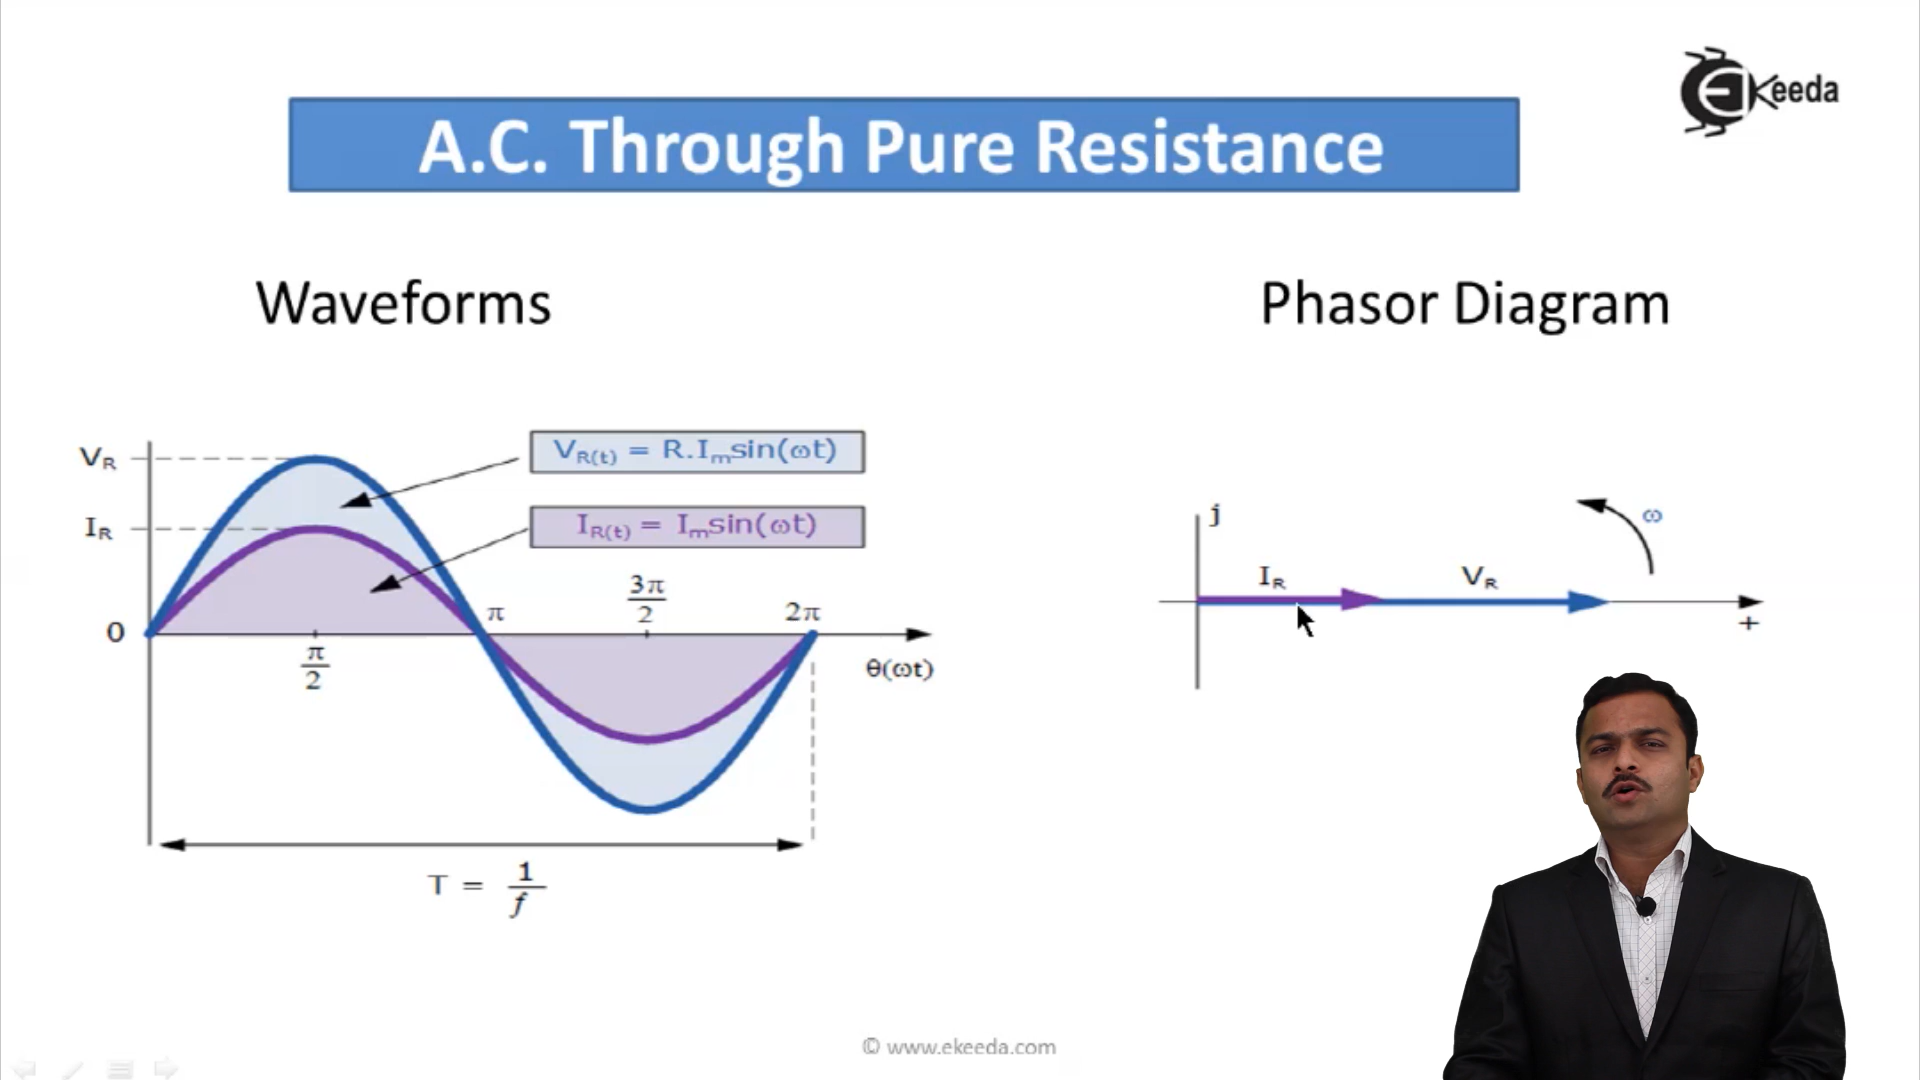 Ekeeda
A.C. Through Pure Resistance
Waveforms
Phasor Diagram
V_R
I_R
0
V_R(t) = R.I_m sin(ωt)
I_R(t) = I_m sin(ωt)
π/2
π
3π/2
2π
θ(ωt)
T = 1/f
j
ω
I_R
V_R
+
© www.ekeeda.com